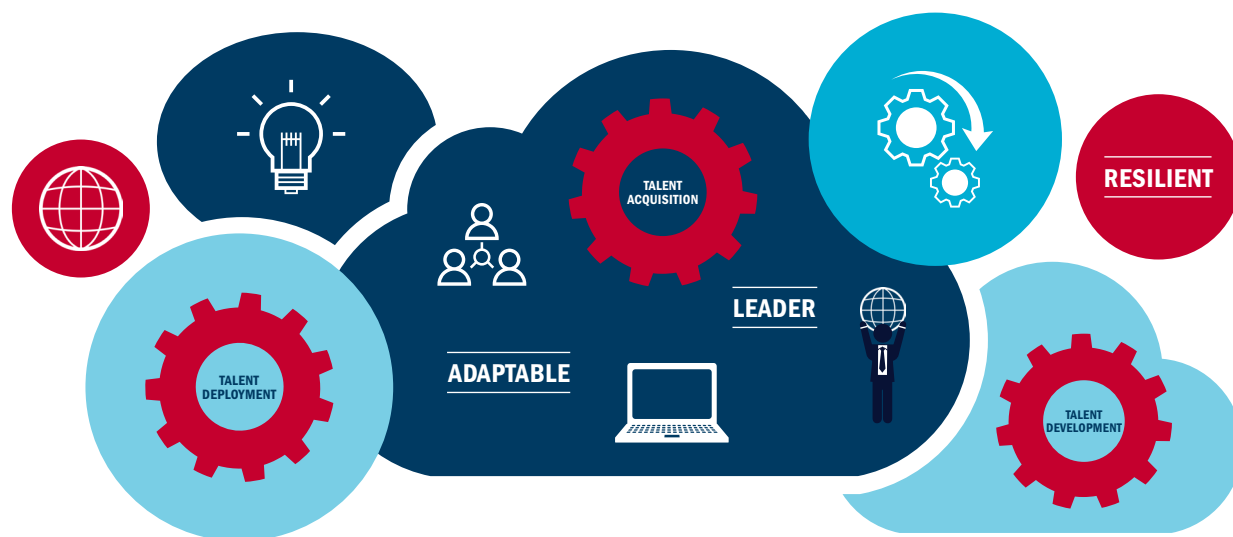 TALENT
ACQUISITION
RESILIENT
LEADER
ADAPTABLE
TALENT
DEPLOYMENT
TALENT
DEVELOPMENT